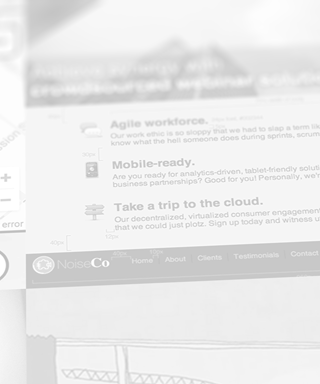 crowdsourced webinar
Agile workforce.
Our work ethic is so sloppy that we had to slap a term lik
know what the hell someone does during sprints, scrum
Mobile-ready.
Are you ready for analytics-driven, tablet-friendly soluti
business partnerships? Good for you! Personally, we're
Take a trip to the cloud.
Our decentralized, virtualized consumer engagement
that we could just plotz. Sign up today and witness u
error
NoiseCo Home About Clients Testimonials Contact